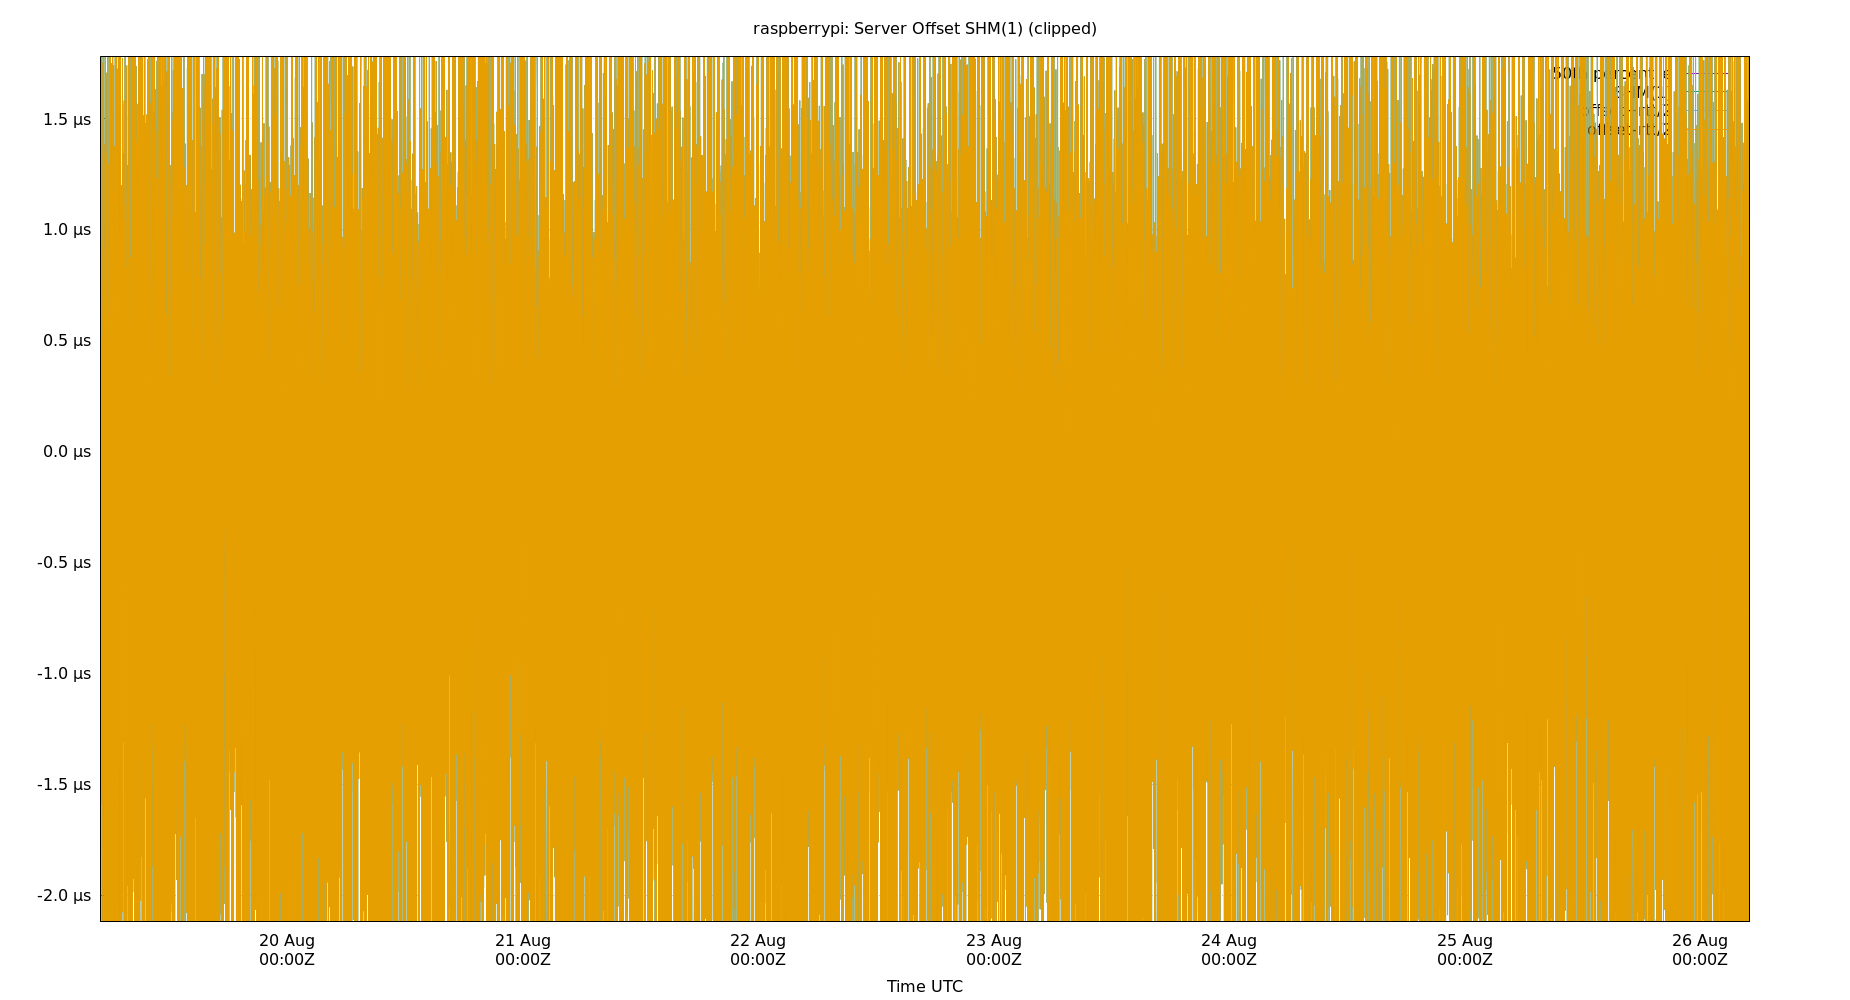 raspberrypi: Server Offset SHM(1) (clipped)
1.5 µs
1.0 µs
0.5 µs
0.0 µs
-0.5 µs
-1.0 µs
-1.5 µs
-2.0 µs
20 Aug 21 Aug 22 Aug 23 Aug 24 Aug 25 Aug 26 Aug
00:00Z 00:00Z 00:00Z 00:00Z 00:00Z 00:00Z 00:00Z
Time UTC